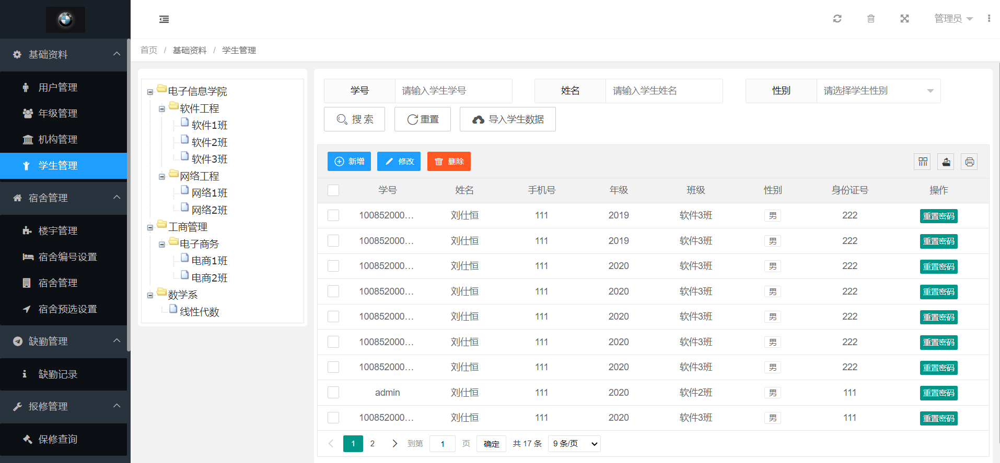 管理员
首页 / 基础资料 / 学生管理
基础资料
用户管理
年级管理
机构管理
学生管理
宿舍管理
楼宇管理
宿舍编号设置
宿舍管理
宿舍预选设置
缺勤管理
缺勤记录
报修管理
保修查询
电子信息学院
软件工程
软件1班
软件2班
软件3班
网络工程
网络1班
网络2班
工商管理
电子商务
电商1班
电商2班
数学系
线性代数
学号 请输入学生学号 姓名 请输入学生姓名 性别 请选择学生性别
搜 索 重置 导入学生数据
新增 修改 删除
学号 姓名 手机号 年级 班级 性别 身份证号 操作
100852000... 刘仕恒 111 2019 软件3班 男 222 重置密码
100852000... 刘仕恒 111 2019 软件3班 男 222 重置密码
100852000... 刘仕恒 111 2020 软件3班 男 222 重置密码
100852000... 刘仕恒 111 2020 软件3班 男 222 重置密码
100852000... 刘仕恒 111 2020 软件3班 男 222 重置密码
100852000... 刘仕恒 111 2020 软件3班 男 222 重置密码
100852000... 刘仕恒 111 2020 软件3班 男 222 重置密码
admin 刘仕恒 111 2020 软件2班 男 111 重置密码
100852000... 刘仕恒 111 2020 软件3班 男 111 重置密码
1 2 到第 1 页 确定 共 17 条 9 条/页